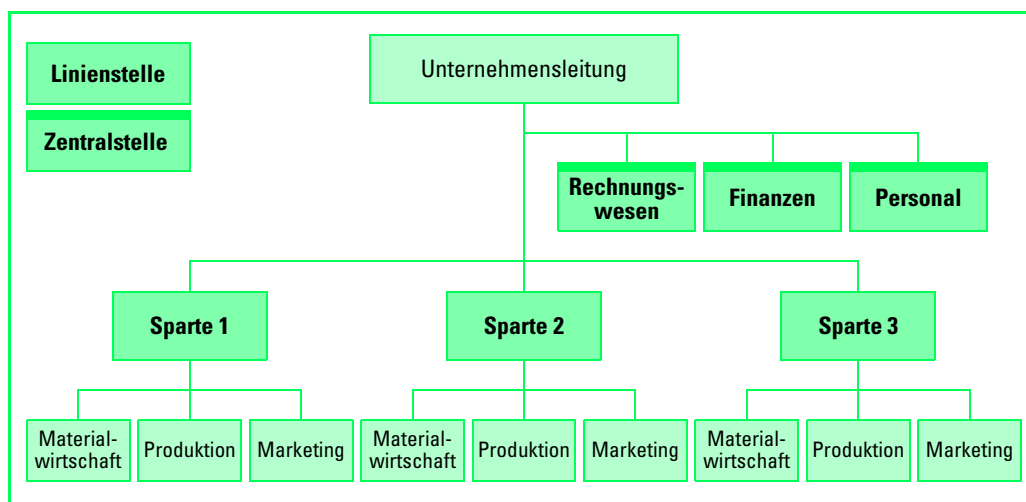 Linienstelle
Zentralstelle
Unternehmensleitung
Rechnungs-
wesen
Finanzen
Personal
Sparte 1
Sparte 2
Sparte 3
Material-
wirtschaft
Produktion
Marketing
Material-
wirtschaft
Produktion
Marketing
Material-
wirtschaft
Produktion
Marketing